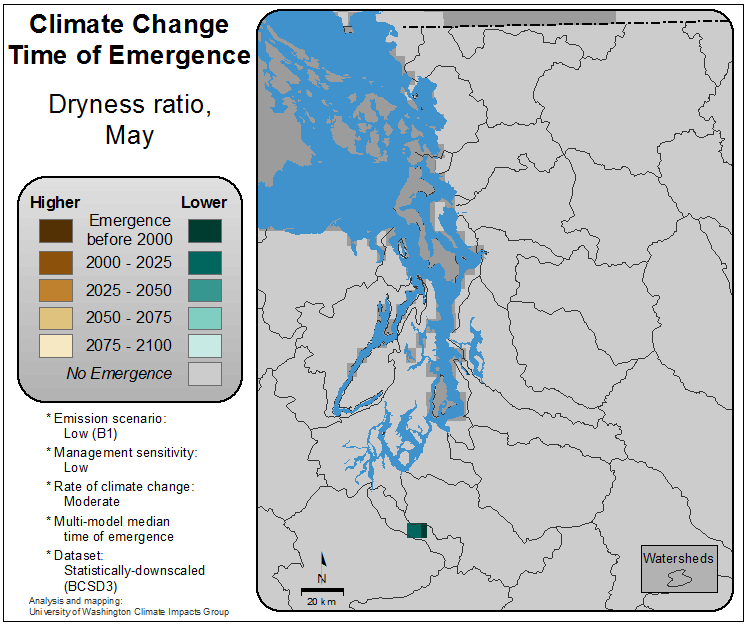 Climate Change
Time of Emergence
Dryness ratio,
May
Higher
Lower
Emergence
before 2000
2000 - 2025
2025 - 2050
2050 - 2075
2075 - 2100
No Emergence
* Emission scenario:
Low (B1)
* Management sensitivity:
Low
* Rate of climate change:
Moderate
* Multi-model median
time of emergence
* Dataset:
Statistically-downscaled
(BCSD3)
Analysis and mapping:
University of Washington Climate Impacts Group
N
20 km
Watersheds